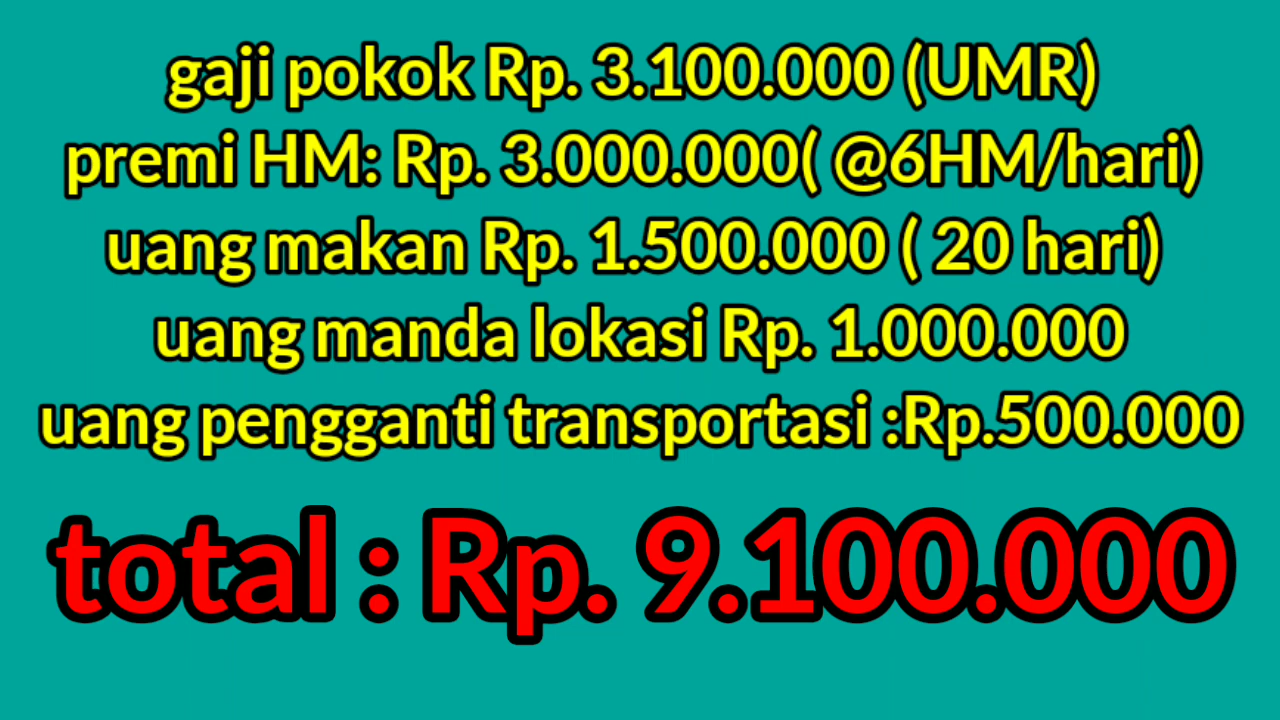 gaji pokok Rp. 3.100.000 (UMR)
premi HM: Rp. 3.000.000( @6HM/hari)
uang makan Rp. 1.500.000 ( 20 hari)
uang manda lokasi Rp. 1.000.000
uang pengganti transportasi :Rp.500.000
total : Rp. 9.100.000